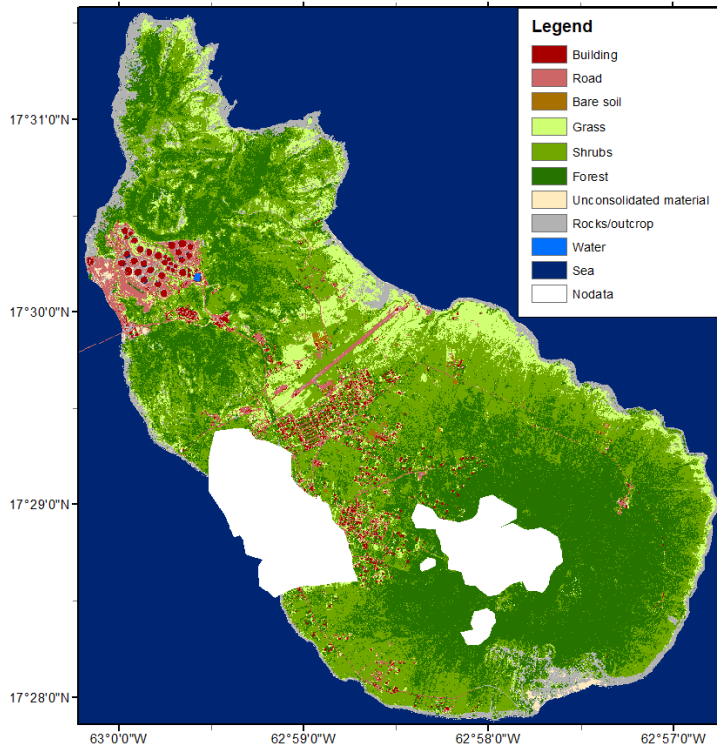 Legend
Building
Road
Bare soil
Grass
Shrubs
Forest
Unconsolidated material
Rocks/outcrop
Water
Sea
Nodata
17°31'0"N
17°30'0"N
17°29'0"N
17°28'0"N
63°0'0"W
62°59'0"W
62°58'0"W
62°57'0"W